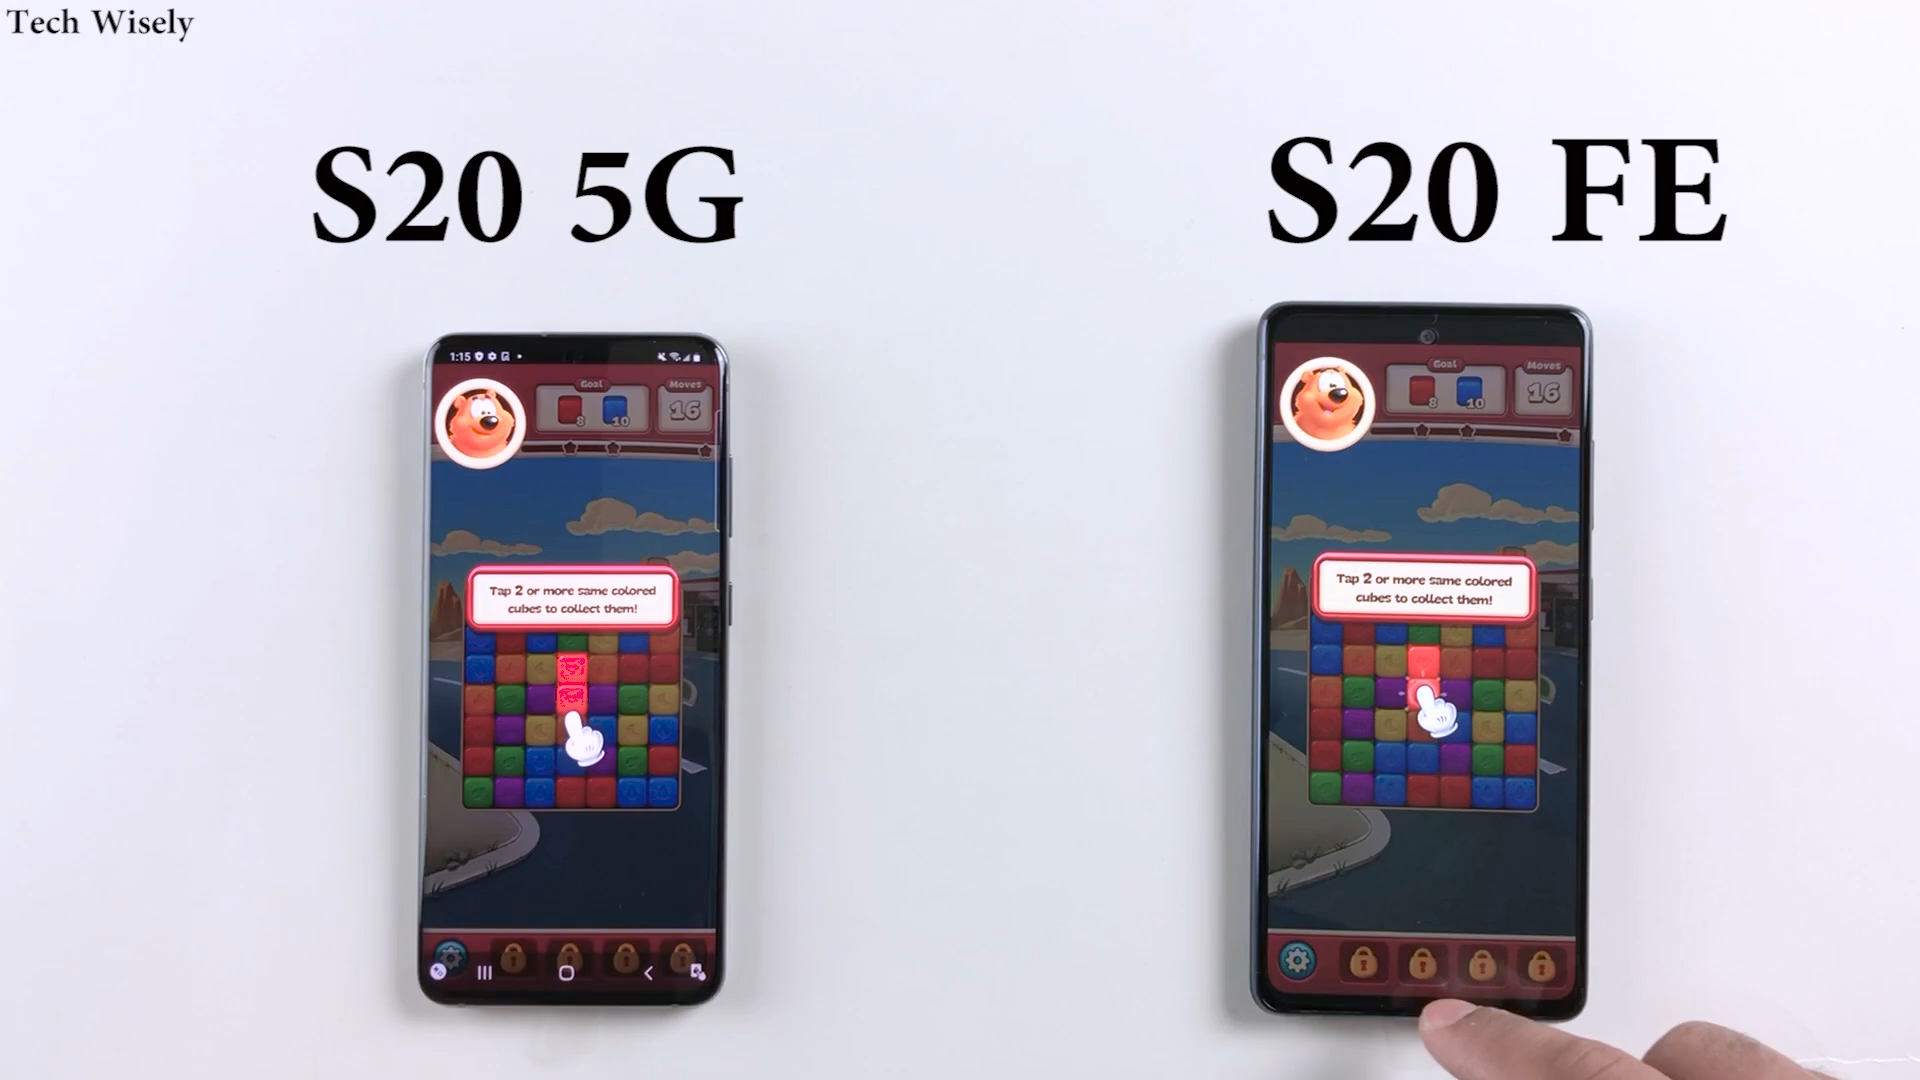 Tech Wisely
S20 5G
S20 FE
1:15
Goal
Moves
8
10
16
Tap 2 or more same colored
cubes to collect them!
Goal
Moves
8
10
16
Tap 2 or more same colored
cubes to collect them!